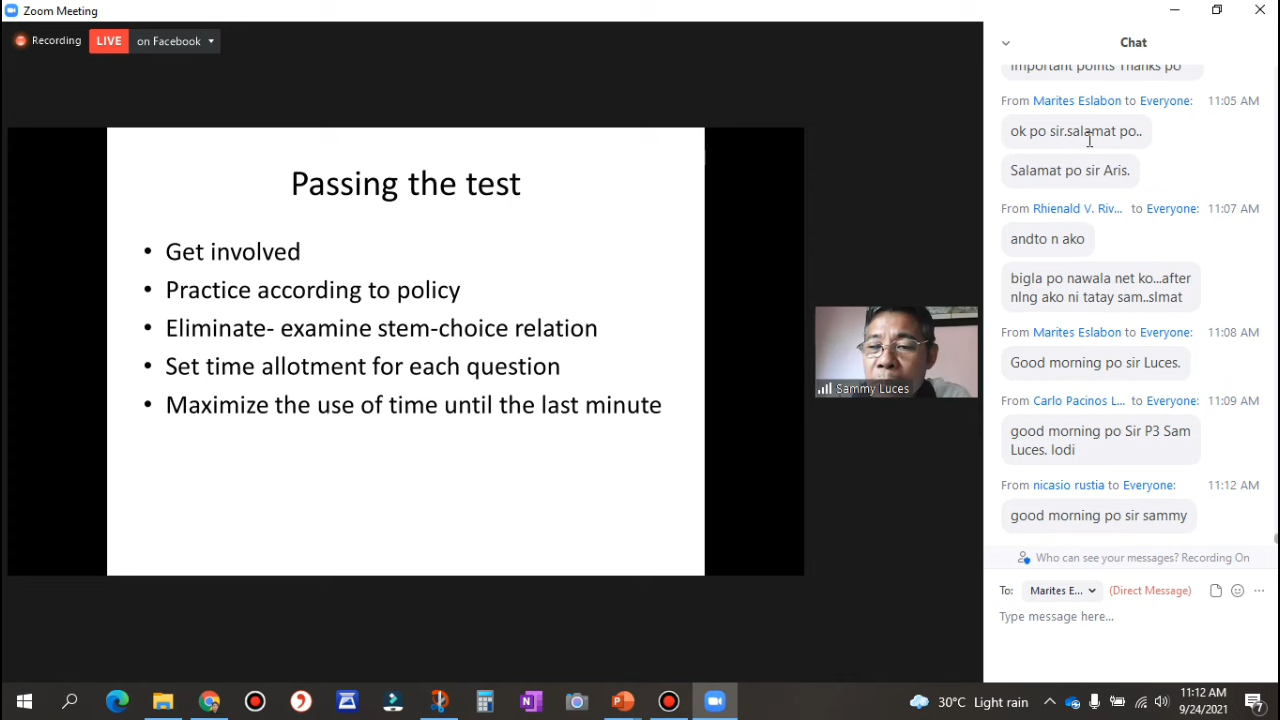 Zoom Meeting
Recording
LIVE on Facebook
Passing the test
• Get involved
• Practice according to policy
• Eliminate- examine stem-choice relation
• Set time allotment for each question
• Maximize the use of time until the last minute
Sammy Luces
Chat
important points Thanks po
From Marites Eslabon to Everyone: 11:05 AM
ok po sir.salamat po..
Salamat po sir Aris.
From Rhienald V. Riv... to Everyone: 11:07 AM
andto n ako
bigla po nawala net ko...after
nlng ako ni tatay sam..slmat
From Marites Eslabon to Everyone: 11:08 AM
Good morning po sir Luces.
From Carlo Pacinos L... to Everyone: 11:09 AM
good morning po Sir P3 Sam
Luces. lodi
From nicasio rustia to Everyone: 11:12 AM
good morning po sir sammy
Who can see your messages? Recording On
To: Marites E... (Direct Message)
Type message here...
30°C Light rain
11:12 AM
9/24/2021
7